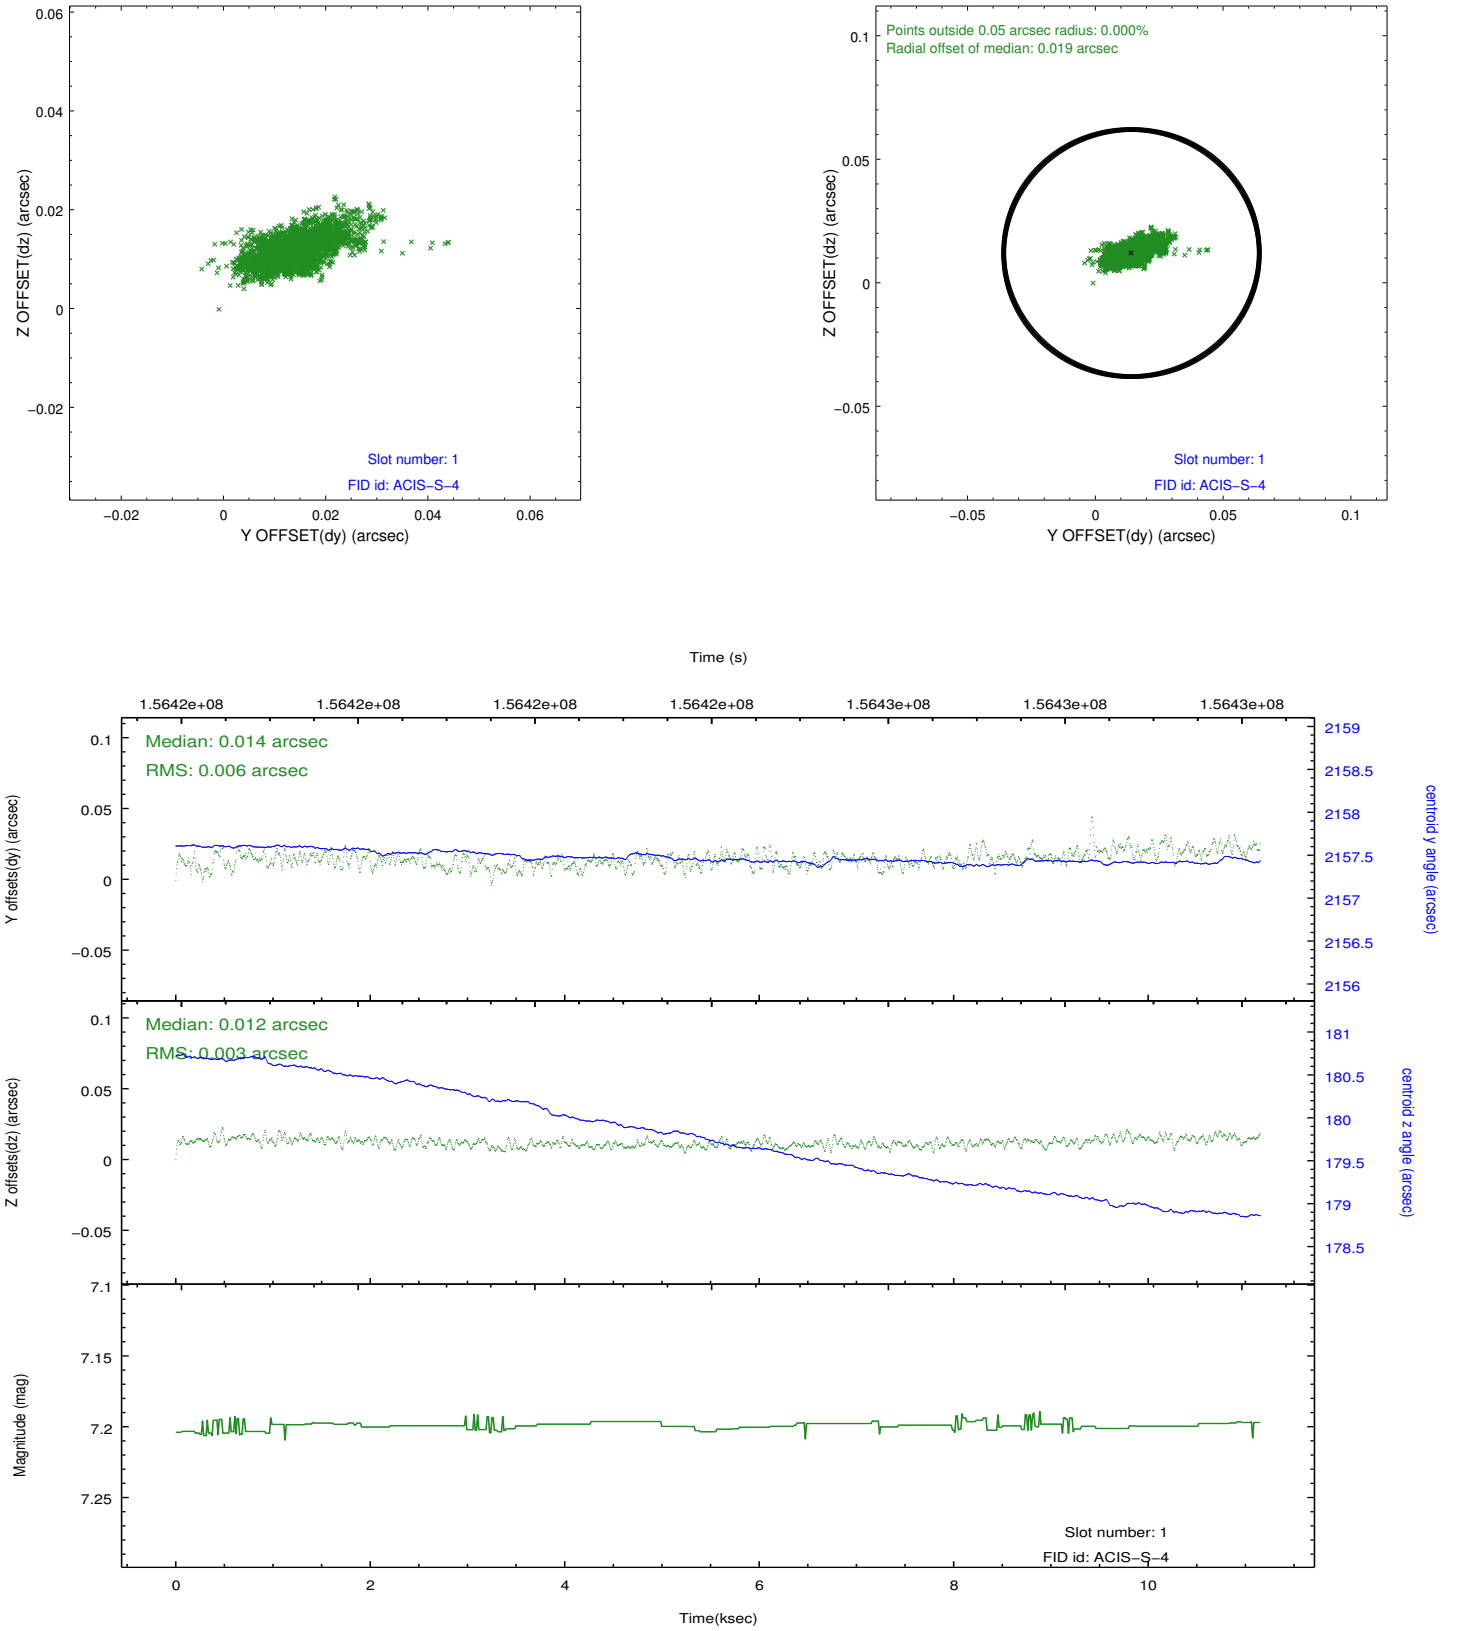 0.06
0.04
0.02
0
−0.02
Z OFFSET(dz) (arcsec)
Slot number: 1
FID id: ACIS−S−4
−0.02 0 0.02 0.04 0.06
Y OFFSET(dy) (arcsec)
Points outside 0.05 arcsec radius: 0.000%
Radial offset of median: 0.019 arcsec
0.1
0.05
0
−0.05
Z OFFSET(dz) (arcsec)
Slot number: 1
FID id: ACIS−S−4
−0.05 0 0.05 0.1
Y OFFSET(dy) (arcsec)
Time (s)
1.5642e+08 1.5642e+08 1.5642e+08 1.5642e+08 1.5643e+08 1.5643e+08 1.5643e+08
Median: 0.014 arcsec
RMS: 0.006 arcsec
0.1
0.05
0
−0.05
Y offsets(dy) (arcsec)
2159
2158.5
2158
2157.5
2157
2156.5
2156
centroid y angle (arcsec)
Median: 0.012 arcsec
RMS: 0.003 arcsec
0.1
0.05
0
−0.05
Z offsets(dz) (arcsec)
181
180.5
180
179.5
179
178.5
centroid z angle (arcsec)
7.1
7.15
7.2
7.25
Magnitude (mag)
Slot number: 1
FID id: ACIS−S−4
0 2 4 6 8 10
Time(ksec)